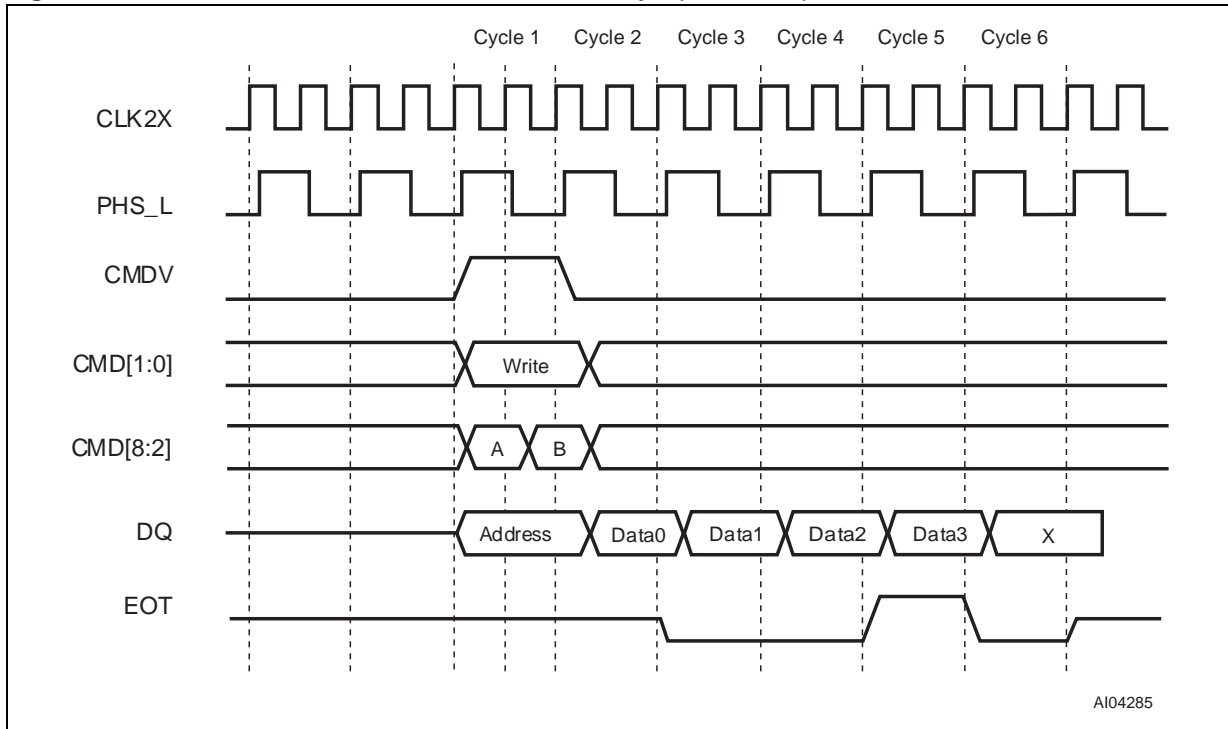 Cycle 1 Cycle 2 Cycle 3 Cycle 4 Cycle 5 Cycle 6
CLK2X
PHS_L
CMDV
CMD[1:0] Write
CMD[8:2] A B
DQ Address Data0 Data1 Data2 Data3 X
EOT
AI04285